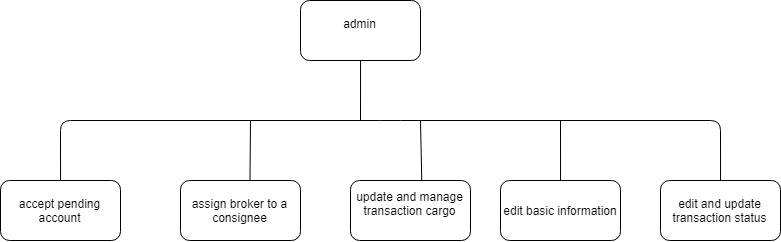 admin
accept pending
account
assign broker to a
consignee
update and manage
transaction cargo
edit basic information
edit and update
transaction status